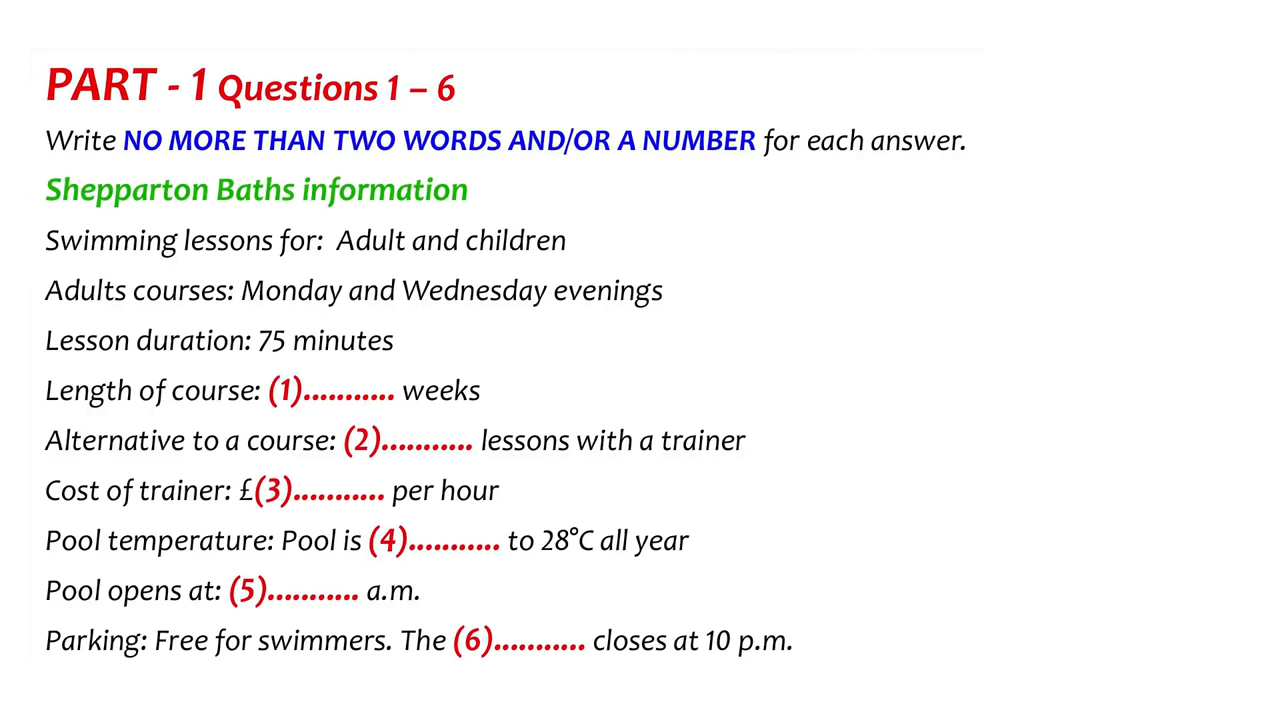 PART - 1 Questions 1 – 6
Write NO MORE THAN TWO WORDS AND/OR A NUMBER for each answer.
Shepparton Baths information
Swimming lessons for: Adult and children
Adults courses: Monday and Wednesday evenings
Lesson duration: 75 minutes
Length of course: (1)........... weeks
Alternative to a course: (2)........... lessons with a trainer
Cost of trainer: £(3)........... per hour
Pool temperature: Pool is (4)........... to 28°C all year
Pool opens at: (5)........... a.m.
Parking: Free for swimmers. The (6)........... closes at 10 p.m.